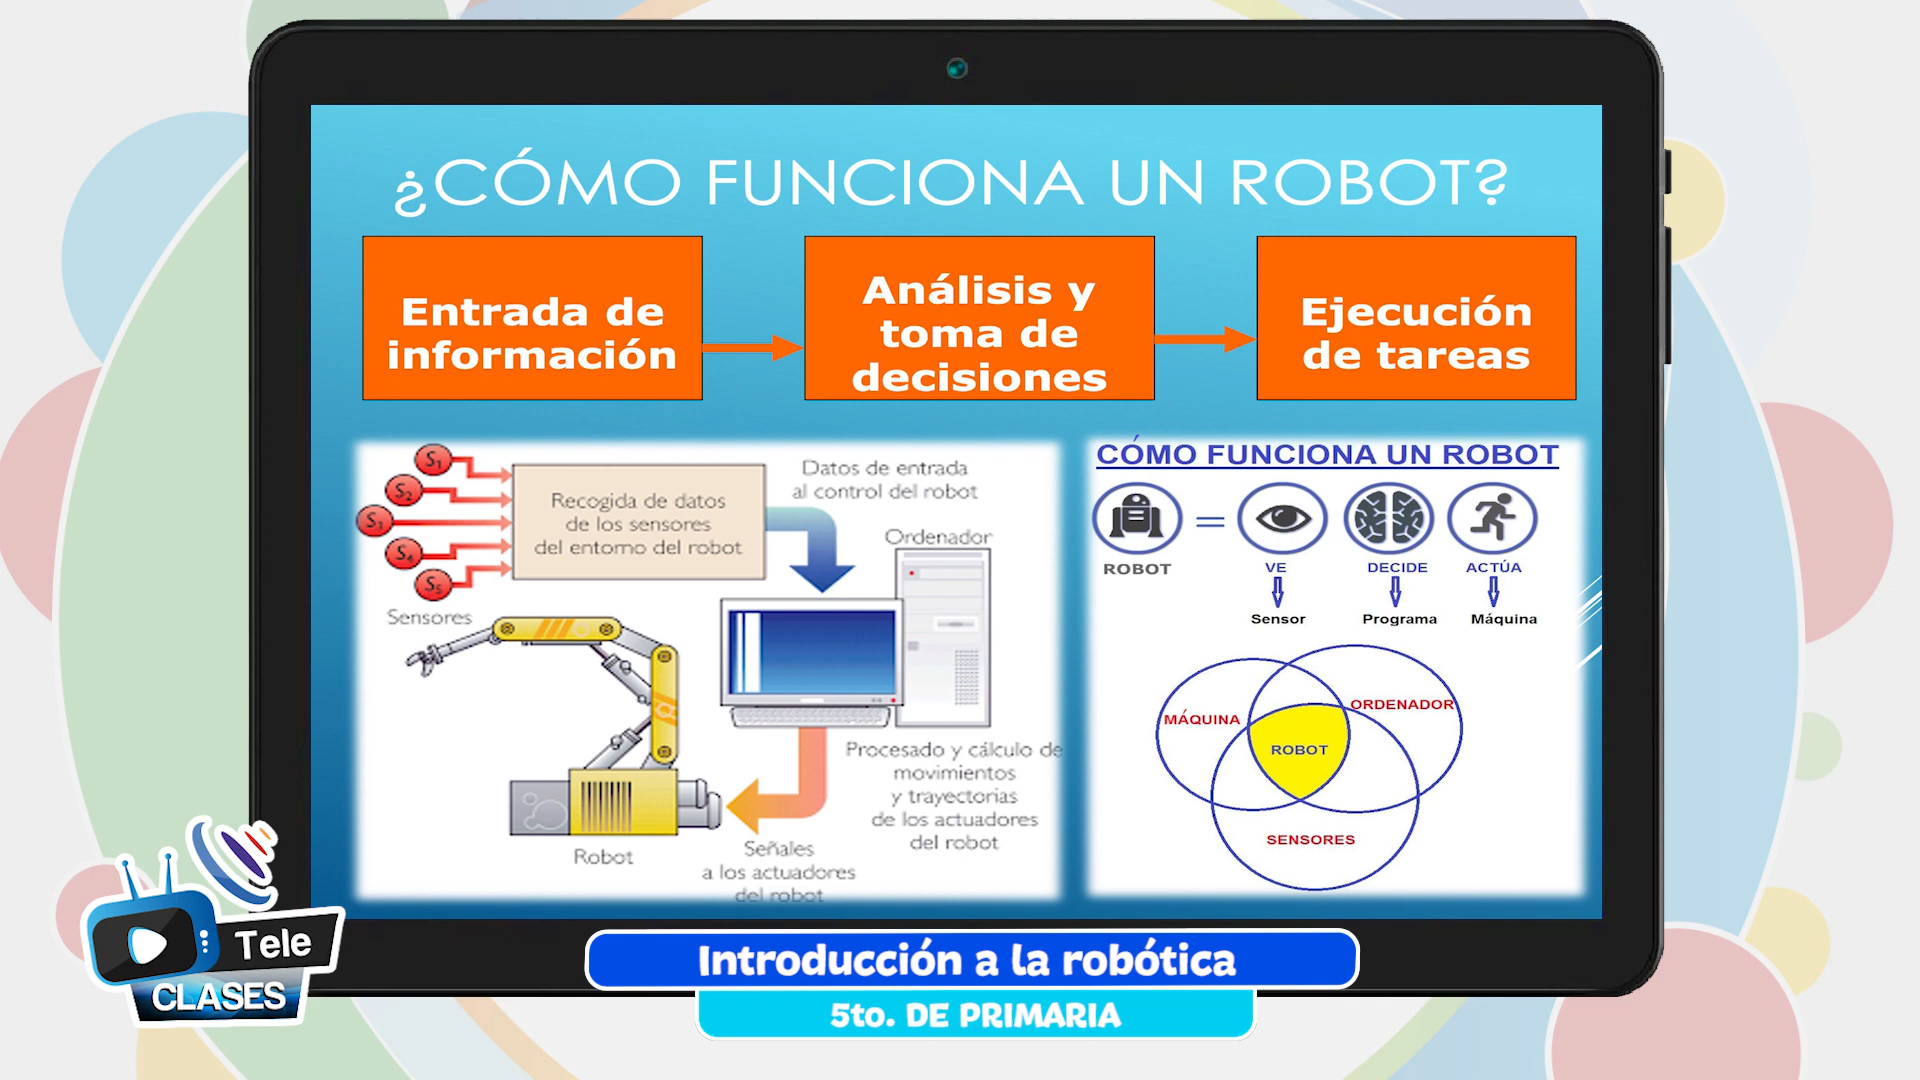 ¿CÓMO FUNCIONA UN ROBOT?
Entrada de
información
Análisis y
toma de
decisiones
Ejecución
de tareas
S1
S2
S3
S4
S5
Sensores
Recogida de datos
de los sensores
del entorno del robot
Datos de entrada
al control del robot
Ordenador
Procesado y cálculo de
movimientos
y trayectorias
de los actuadores
del robot
Señales
a los actuadores
del robot
Robot
CÓMO FUNCIONA UN ROBOT
ROBOT
=
VE
DECIDE
ACTÚA
Sensor
Programa
Máquina
MÁQUINA
ORDENADOR
ROBOT
SENSORES
Tele
CLASES
Introducción a la robótica
5to. DE PRIMARIA